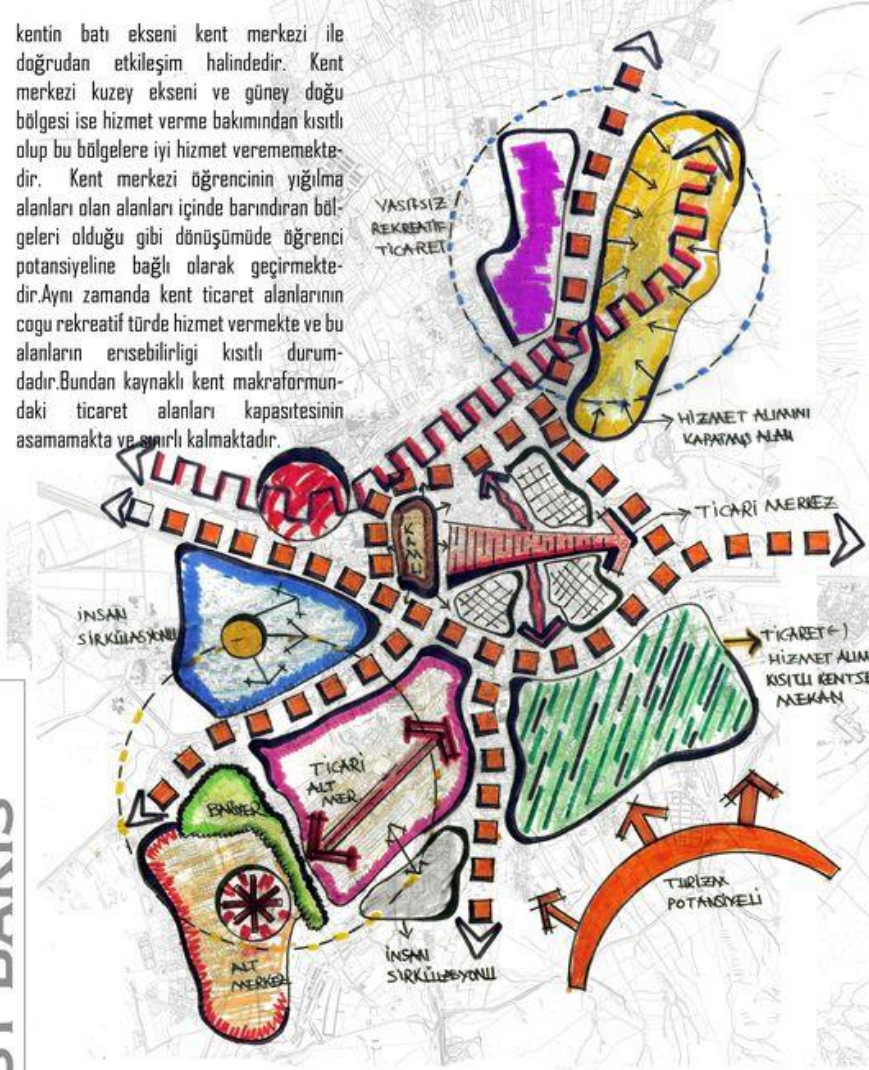 kentin batı ekseni kent merkezi ile
doğrudan etkileşim halindedir. Kent
merkezi kuzey ekseni ve güney doğu
bölgesi ise hizmet verme bakımından kısıtlı
olup bu bölgelere iyi hizmet verememekte-
dir. Kent merkezi öğrencinin yığılma
alanları olan alanları içinde barındıran böl-
geleri olduğu gibi dönüşümüde öğrenci
potansiyeline bağlı olarak geçirmekte-
dir.Aynı zamanda kent ticaret alanlarının
cogu rekreatif türde hizmet vermekte ve bu
alanların erısebilirligi kısıtlı durum-
dadır.Bundan kaynaklı kent makraformun-
daki ticaret alanları kapasıtesinin
asamamakta ve sınırlı kalmaktadır.
VASIFSIZ
REKREATİF
TİCARET
HİZMET ALIMINI
KAPATMIŞ ALAN
TİCARİ MERKEZ
KAMU
İNSAN
SİRKÜLASYONU
TİCARET(-)
HİZMET ALIM
KISITLI KENTSE
MEKAN
TİCARİ
ALT
MER.
BARİYER
TURİZM
POTANSİYELİ
ALT
MERKEZ
İNSAN
SİRKÜLASYONU
BAKIS